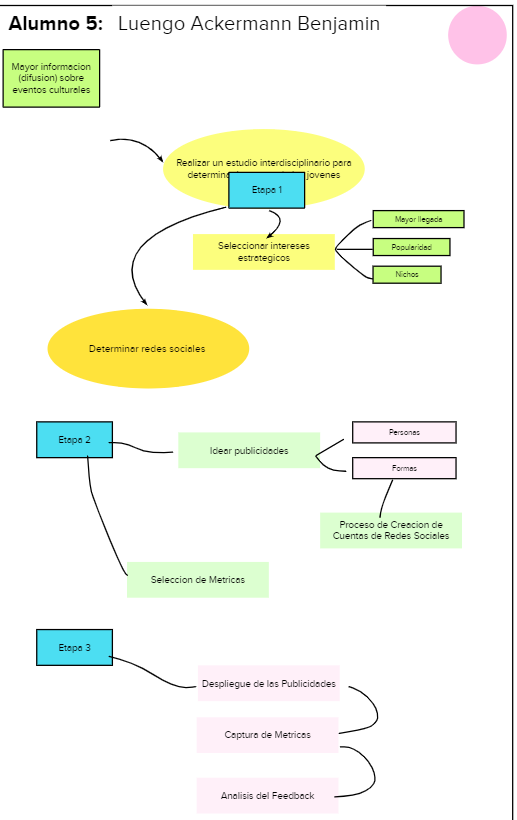 Alumno 5: Luengo Ackermann Benjamin
Mayor informacion
(difusion) sobre
eventos culturales
Realizar un estudio interdisciplinario para
determina jovenes
Etapa 1
Seleccionar intereses
estrategicos
Mayor llegada
Popularidad
Nichos
Determinar redes sociales
Etapa 2
Idear publicidades
Personas
Formas
Proceso de Creacion de
Cuentas de Redes Sociales
Seleccion de Metricas
Etapa 3
Despliegue de las Publicidades
Captura de Metricas
Analisis del Feedback